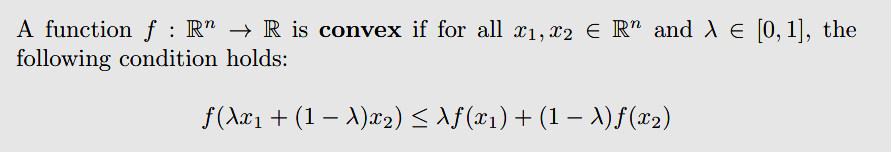 A function f : ℝⁿ → ℝ is convex if for all x₁, x₂ ∈ ℝⁿ and λ ∈ [0, 1], the
following condition holds:
f(λx₁ + (1 − λ)x₂) ≤ λf(x₁) + (1 − λ)f(x₂)